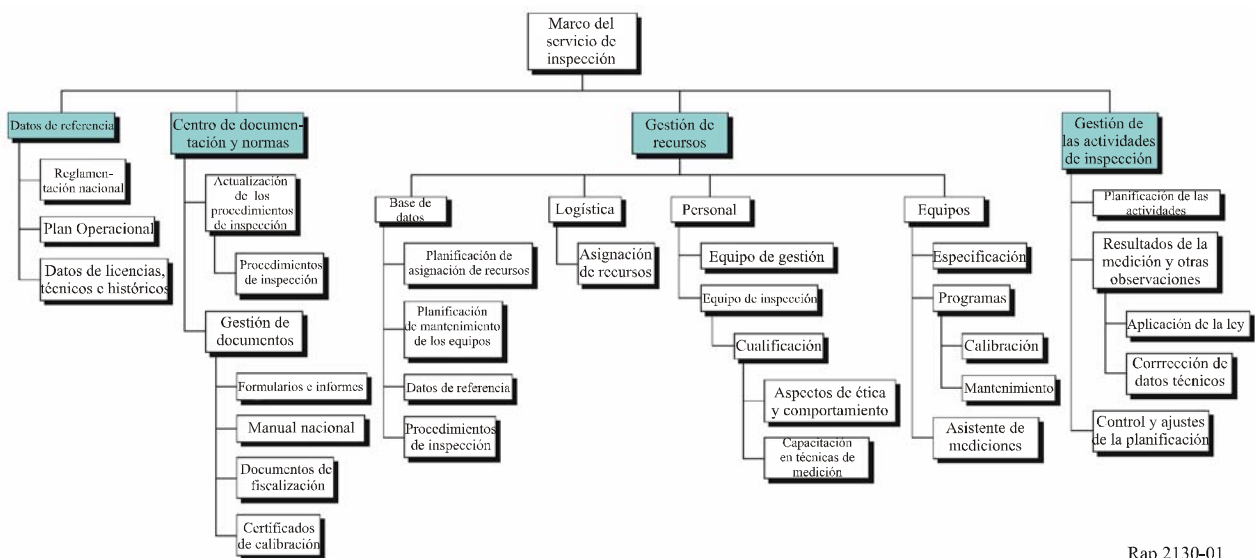 Marco del
servicio de
inspección
Datos de referencia
Reglamen-
tación nacional
Plan Operacional
Datos de licencias,
técnicos e históricos
Centro de documen-
tación y normas
Actualización
de los
procedimientos
de inspección
Procedimientos
de inspección
Gestión de
documentos
Formularios e informes
Manual nacional
Documentos de
fiscalización
Certificados
de calibración
Gestión de
recursos
Base de
datos
Planificación de
asignación de recursos
Planificación
de mantenimiento
de los equipos
Datos de referencia
Procedimientos
de inspección
Logística
Asignación
de recursos
Personal
Equipo de gestión
Equipo de inspección
Cualificación
Aspectos de ética
y comportamiento
Capacitación
en técnicas de
medición
Equipos
Especificación
Programas
Calibración
Mantenimiento
Asistente de
mediciones
Gestión de
las actividades
de inspección
Planificación de las
actividades
Resultados de la
medición y otras
observaciones
Aplicación de la ley
Corrrección de
datos técnicos
Control y ajustes
de la planificación
Rap 2130-01